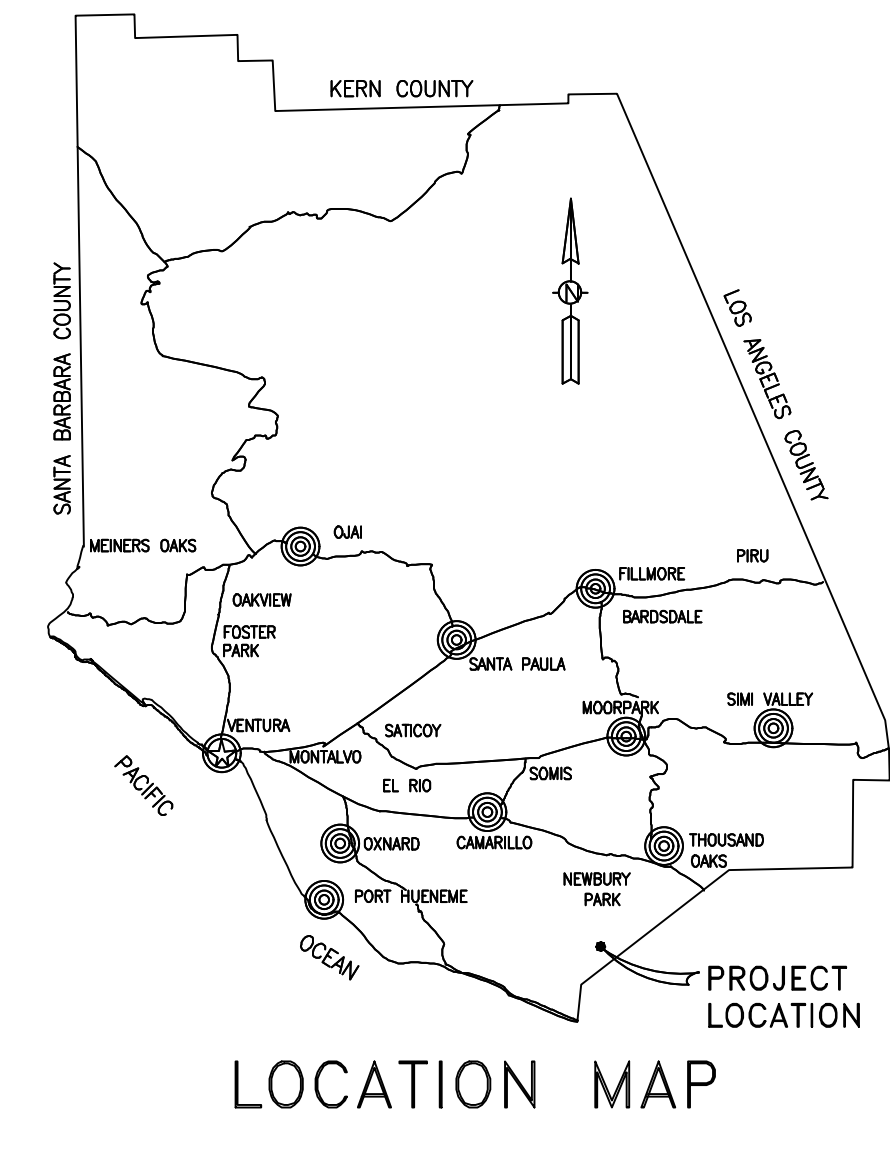 KERN COUNTY
SANTA BARBARA COUNTY
N
LOS ANGELES COUNTY
MEINERS OAKS
OJAI
PIRU
FILLMORE
OAKVIEW
BARDSDALE
FOSTER
PARK
SANTA PAULA
SIMI VALLEY
MOORPARK
VENTURA
SATICOY
MONTALVO
SOMIS
EL RIO
PACIFIC
CAMARILLO
OXNARD
THOUSAND
OAKS
NEWBURY
PARK
PORT HUENEME
OCEAN
PROJECT
LOCATION
LOCATION MAP